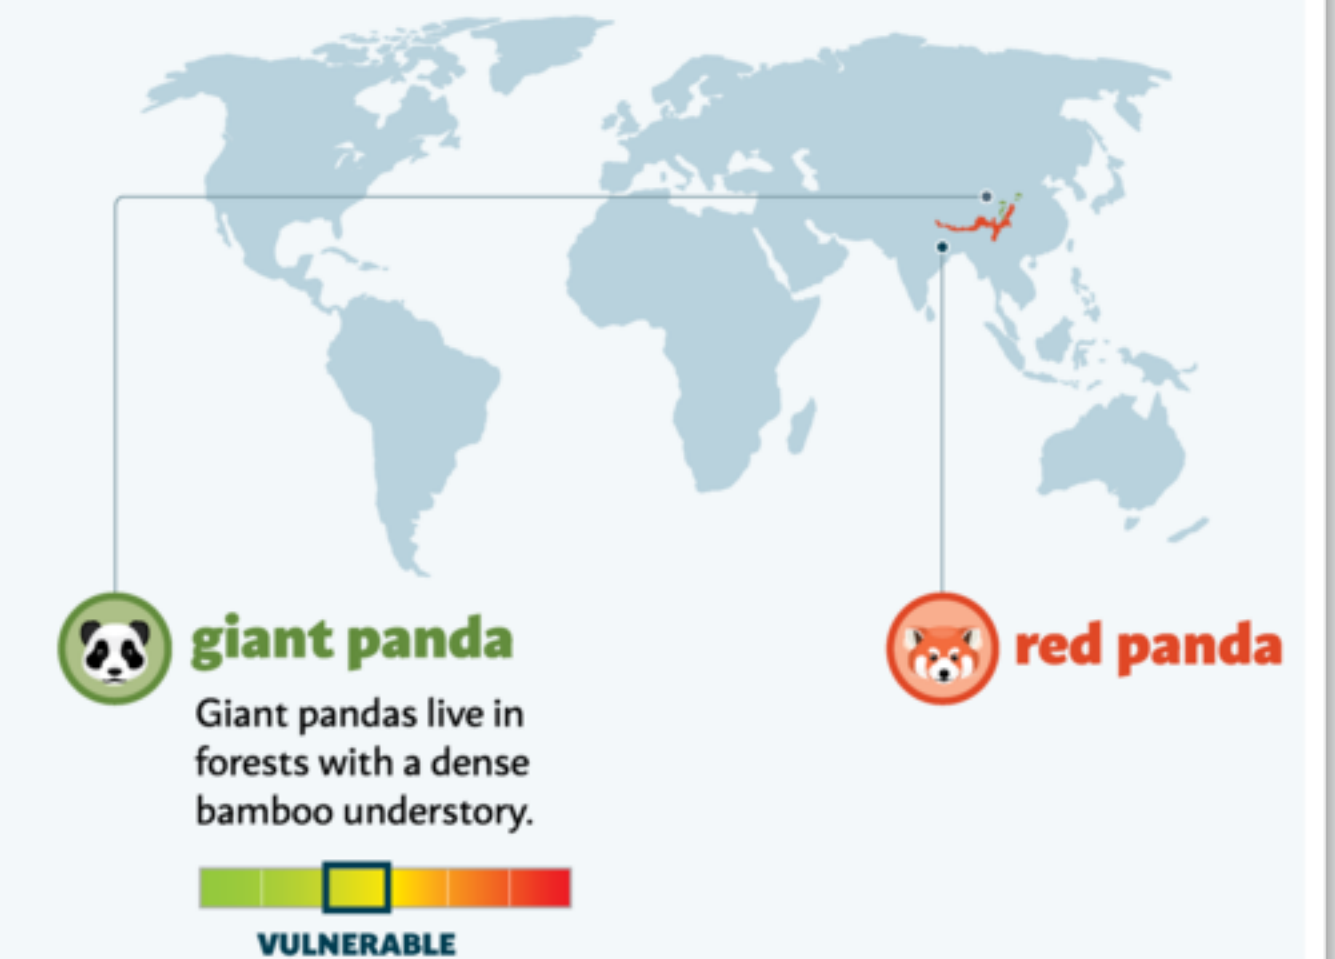 giant panda
Giant pandas live in
forests with a dense
bamboo understory.
VULNERABLE
red panda